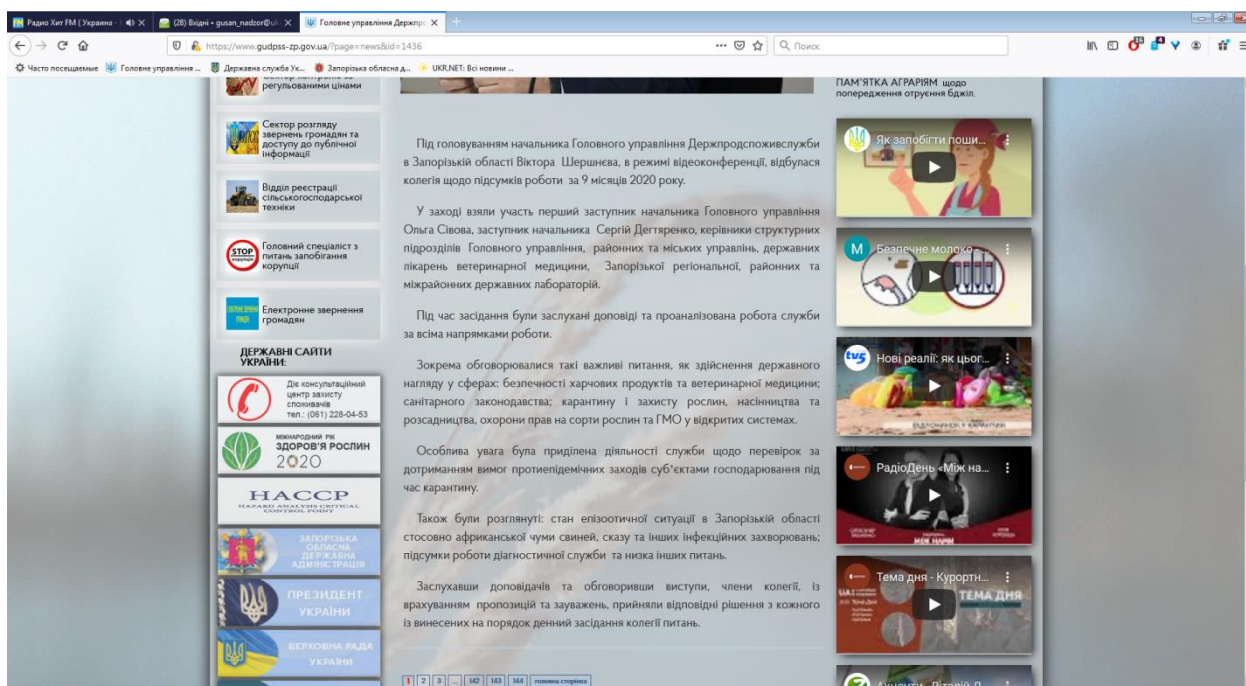 Радио Хит FM ( Украина -
(28) Вхідні • gusan_nadzor@uk
Головне управління Держпро
https://www.gudpss-zp.gov.ua/?page=news&id=1436
Поиск
Часто посещаемые
Головне управління ...
Державна служба Ук...
Запорізька обласна д...
UKR.NET: Всі новини ...
регульованими цінами
Сектор розгляду
звернень громадян та
доступу до публічної
інформації
Відділ реєстрації
сільськогосподарської
техніки
STOP
корупція
Головний спеціаліст з
питань запобігання
корупції
Електронне звернення
громадян
ДЕРЖАВНІ САЙТИ
УКРАЇНИ:
Діє консультаційний
центр захисту
споживачів
тел.: (061) 228-04-53
МІЖНАРОДНИЙ РІК
ЗДОРОВ'Я РОСЛИН
2020
HACCP
HAZARD ANALYSIS CRITICAL
CONTROL POINT
ЗАПОРІЗЬКА
ОБЛАСНА
ДЕРЖАВНА
АДМІНІСТРАЦІЯ
ПРЕЗИДЕНТ
УКРАЇНИ
ВЕРХОВНА РАДА
УКРАЇНИ
Під головуванням начальника Головного управління Держпродспоживслужби
в Запорізькій області Віктора Шершнєва, в режимі відеоконференції, відбулася
колегія щодо підсумків роботи за 9 місяців 2020 року.
У заході взяли участь перший заступник начальника Головного управління
Ольга Сівова, заступник начальника Сергій Дегтяренко, керівники структурних
підрозділів Головного управління, районних та міських управлінь, державних
лікарень ветеринарної медицини, Запорізької регіональної, районних та
міжрайонних державних лабораторій.
Під час засідання були заслухані доповіді та проаналізована робота служби
за всіма напрямками роботи.
Зокрема обговорювалися такі важливі питання, як здійснення державного
нагляду у сферах: безпечності харчових продуктів та ветеринарної медицини;
санітарного законодавства; карантину і захисту рослин, насінництва та
розсадництва, охорони прав на сорти рослин та ГМО у відкритих системах.
Особлива увага була приділена діяльності служби щодо перевірок за
дотриманням вимог протиепідемічних заходів суб'єктами господарювання під
час карантину.
Також були розглянуті: стан епізоотичної ситуації в Запорізькій області
стосовно африканської чуми свиней, сказу та інших інфекційних захворювань;
підсумки роботи діагностичної служби та низка інших питань.
Заслухавши доповідачів та обговоривши виступи, члени колегії, із
врахуванням пропозицій та зауважень, прийняли відповідні рішення з кожного
із винесених на порядок денний засідання колегії питань.
1 2 3 ... 142 143 144 головна сторінка
ПАМ'ЯТКА АГРАРІЯМ щодо
попередження отруєння бджіл.
Як запобігти поши...
М Безпечне молоко -
tv5 Нові реалії: як цьог...
ВІДПОЧИНОК У КАРАНТИН
РадіоДень «Між на...
МІЖ НАМИ
Тема дня - Курортн...
ТЕМА ДНЯ